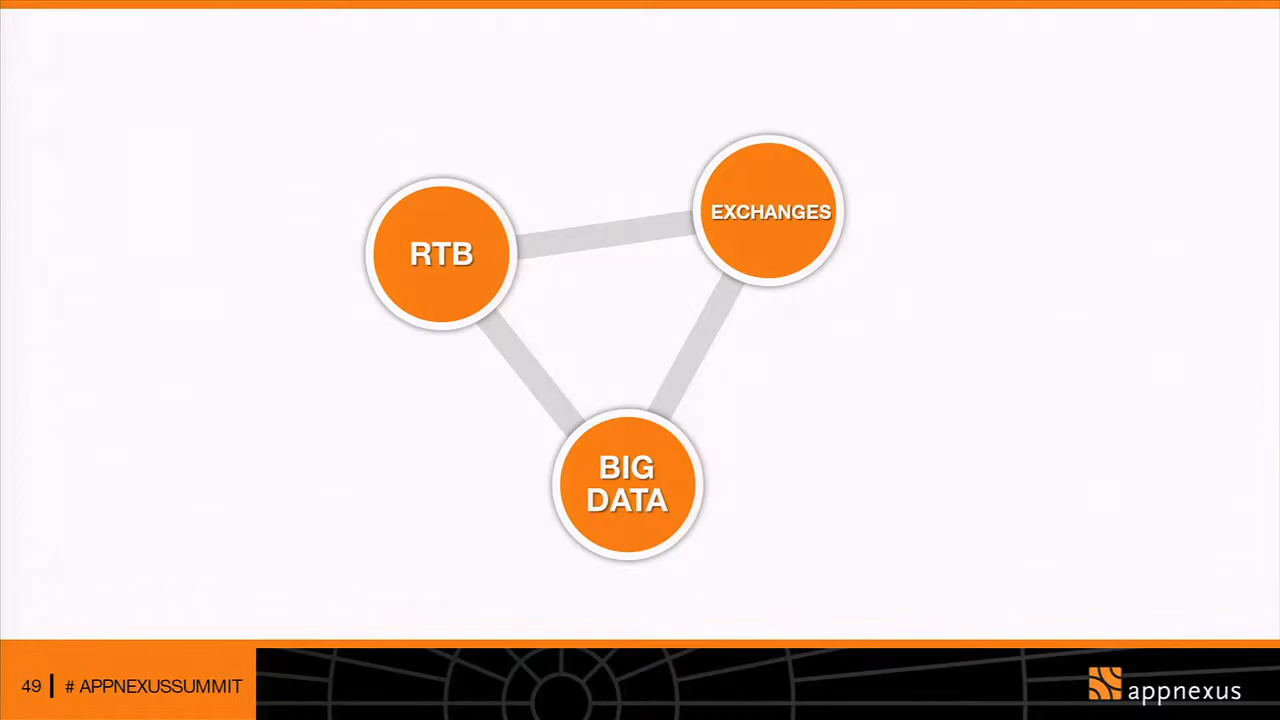 EXCHANGES
RTB
BIG
DATA
49 | # APPNEXUSSUMMIT
appnexus